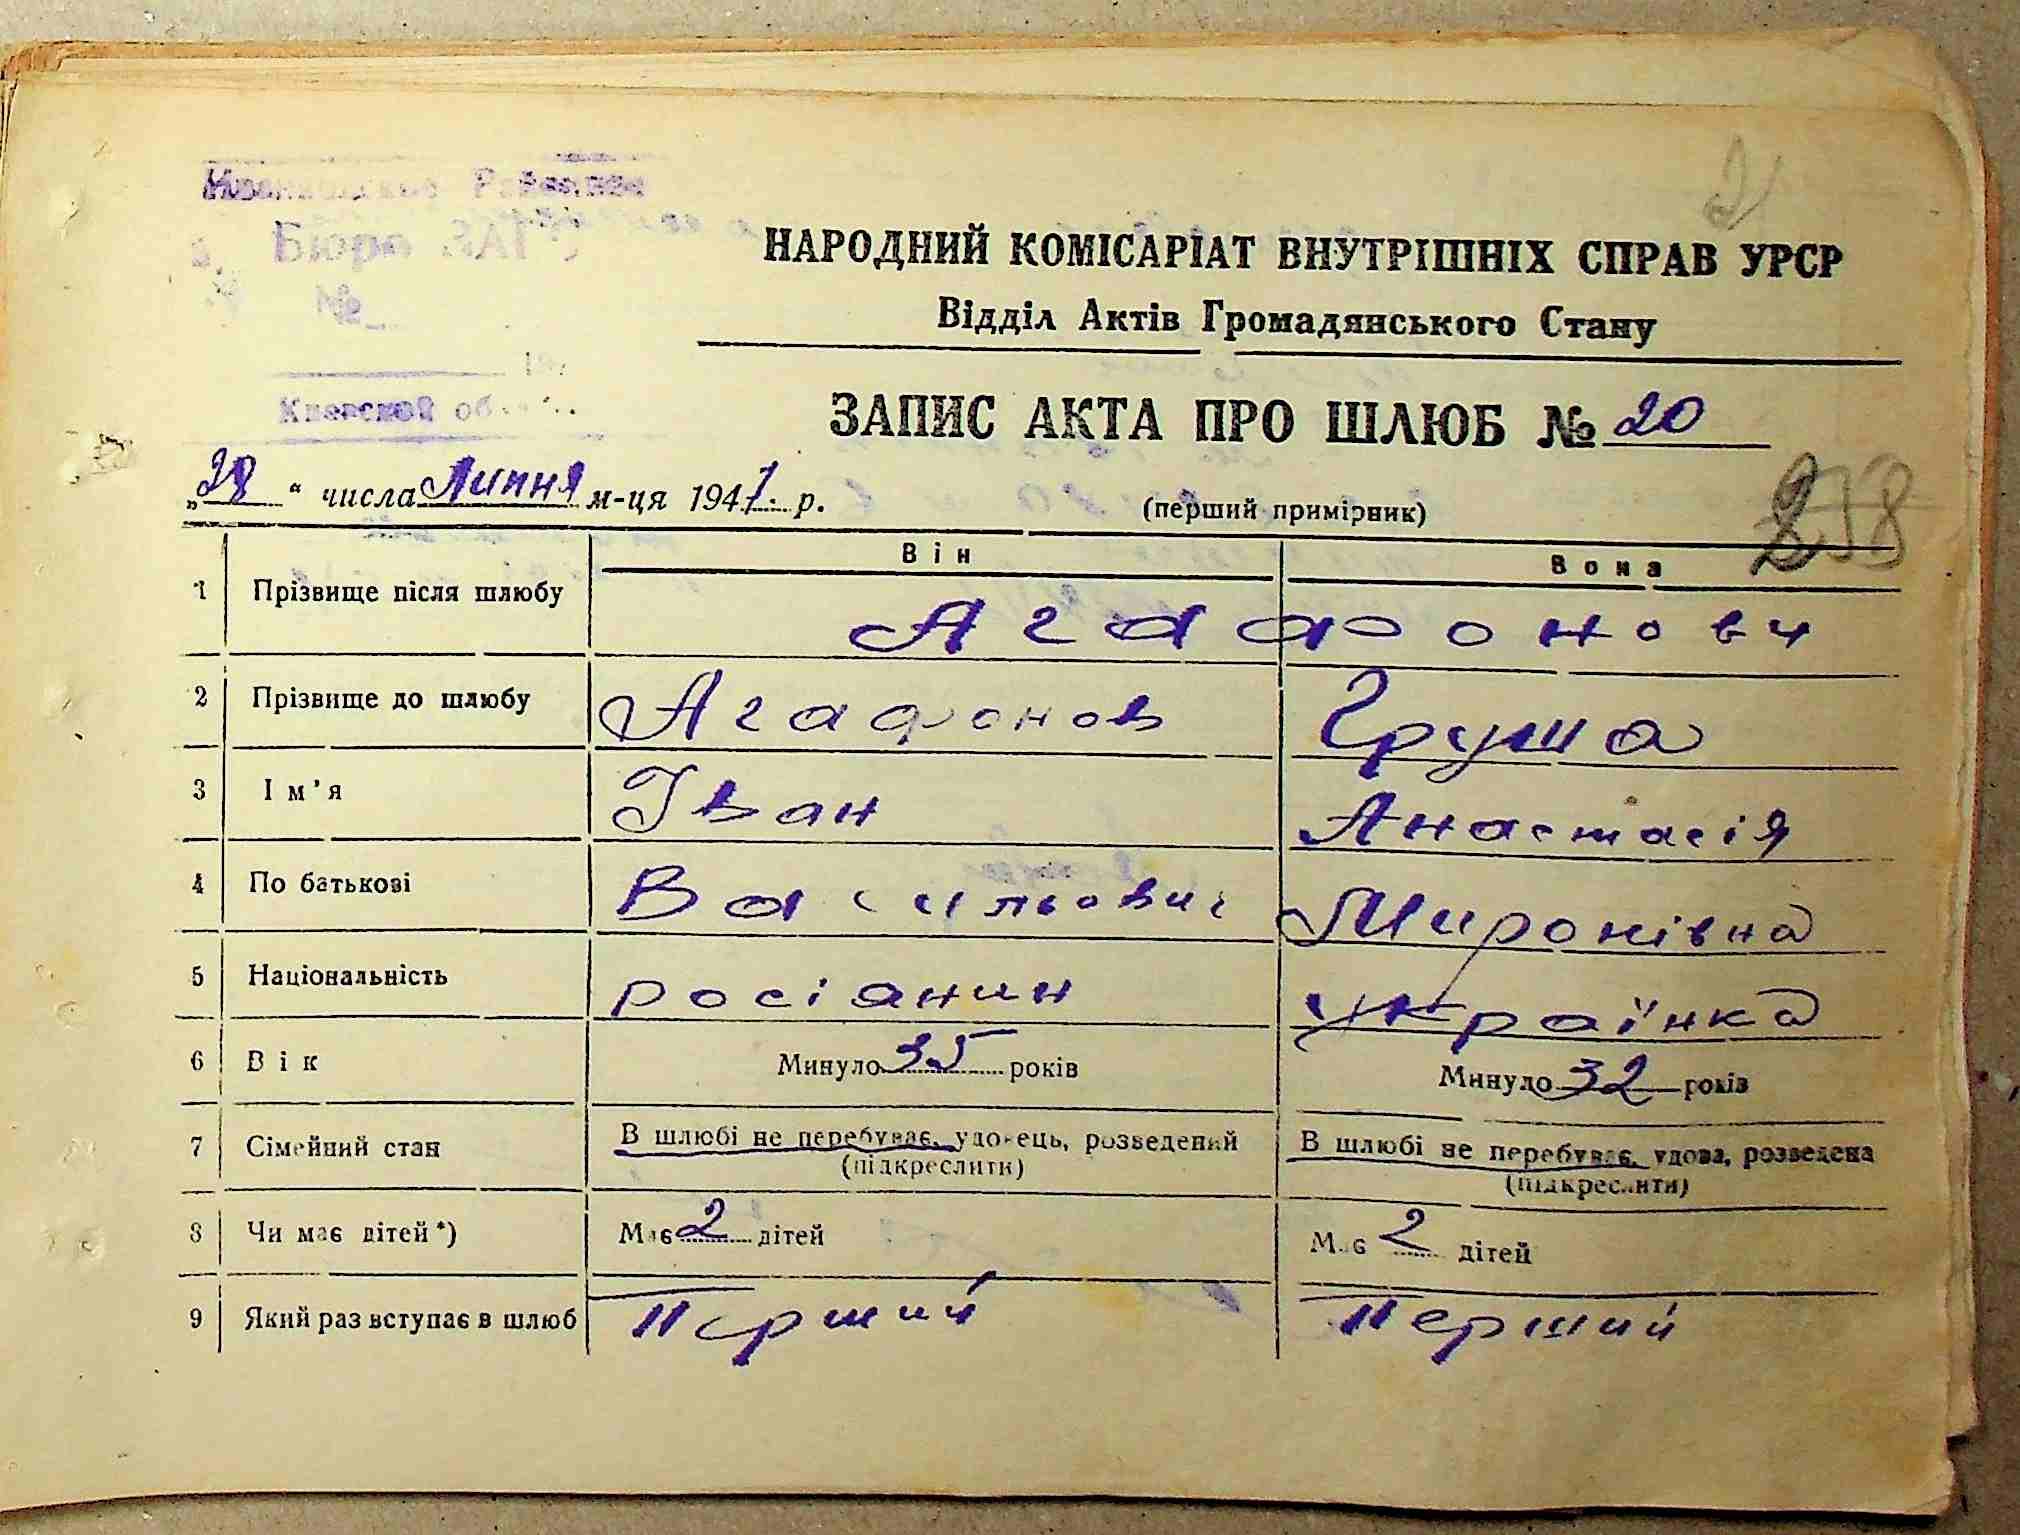 Бюро ЗАГС
№
Киевской обл.
НАРОДНИЙ КОМІСАРІАТ ВНУТРІШНІХ СПРАВ УРСР
Відділ Актів Громадянського Стану
ЗАПИС АКТА ПРО ШЛЮБ № 20
„28“ числа Липня м-ця 1947 р.
(перший примірник)
258
Він Вона
1 Прізвище після шлюбу Агафонови
2 Прізвище до шлюбу Агафонов Груша
3 Ім'я Іван Анастасія
4 По батькові Васильович Миронівна
5 Національність росіянин Українка
6 Вік Минуло 35 років Минуло 32 років
7 Сімейний стан В шлюбі не перебуває, удовець, розведений В шлюбі не перебуває, удова, розведена
(підкреслити) (підкреслити)
8 Чи має дітей*) Має 2 дітей Має 2 дітей
9 Який раз вступає в шлюб Перший Перший